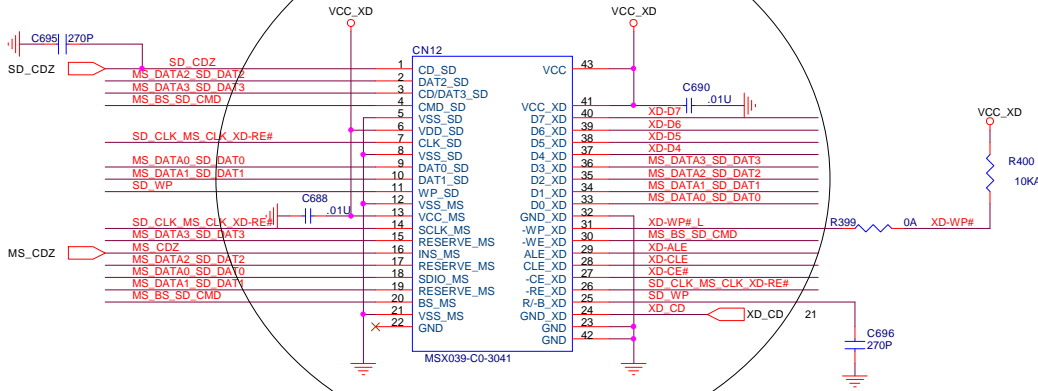 VCC_XD
VCC_XD
C695 270P
CN12
SD_CDZ
SD_CDZ 1 CD_SD VCC 43
MS_DATA2_SD_DAT2 2 DAT2_SD
MS_DATA3_SD_DAT3 3 CD/DAT3_SD
MS_BS_SD_CMD 4 CMD_SD VCC_XD 41
C690
.01U
5 VSS_SD D7_XD 40 XD-D7
6 VDD_SD D6_XD 39 XD-D6
SD_CLK_MS_CLK_XD-RE# 7 CLK_SD D5_XD 38 XD-D5
8 VSS_SD D4_XD 37 XD-D4
MS_DATA0_SD_DAT0 9 DAT0_SD D3_XD 36 MS_DATA3_SD_DAT3
MS_DATA1_SD_DAT1 10 DAT1_SD D2_XD 35 MS_DATA2_SD_DAT2
SD_WP 11 WP_SD D1_XD 34 MS_DATA1_SD_DAT1
12 VSS_MS D0_XD 33 MS_DATA0_SD_DAT0
C688
.01U
13 VCC_MS GND_XD 32
SD_CLK_MS_CLK_XD-RE# 14 SCLK_MS -WP_XD 31 XD-WP#_L
MS_DATA3_SD_DAT3 15 RESERVE_MS -WE_XD 30 MS_BS_SD_CMD
MS_CDZ
MS_CDZ 16 INS_MS ALE_XD 29 XD-ALE
MS_DATA2_SD_DAT2 17 RESERVE_MS CLE_XD 28 XD-CLE
MS_DATA0_SD_DAT0 18 SDIO_MS -CE_XD 27 XD-CE#
MS_DATA1_SD_DAT1 19 RESERVE_MS -RE_XD 26 SD_CLK_MS_CLK_XD-RE#
MS_BS_SD_CMD 20 BS_MS R/-B_XD 25 SD_WP
21 VSS_MS GND_XD 24 XD_CD
XD_CD 21
22 GND GND 23
GND 42
MSX039-C0-3041
VCC_XD
R400
10KA
R399 0A XD-WP#
C696
270P